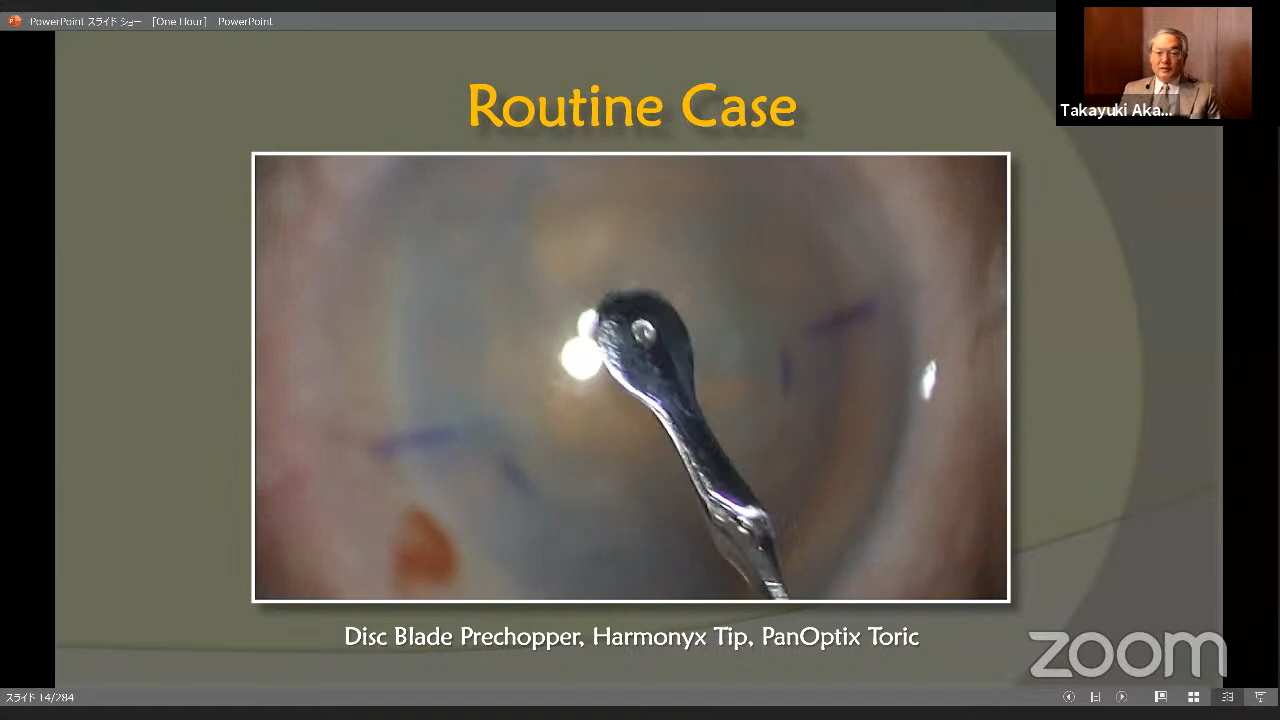 PowerPoint スライド ショー [One Hour] PowerPoint
Takayuki Aka...
Routine Case
Disc Blade Prechopper, Harmonyx Tip, PanOptix Toric
zoom
スライド 14/284